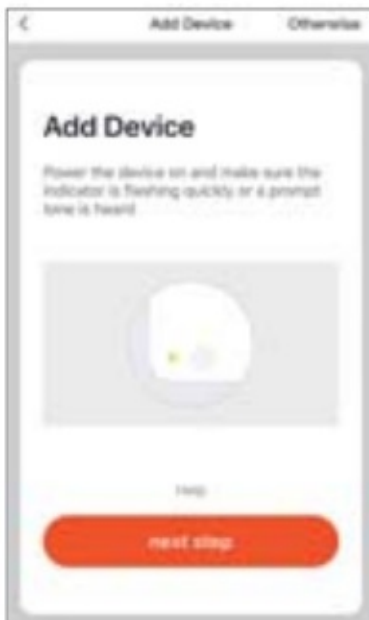 < Add Device Otherwise
Add Device
Power the device on and make sure the
indicator is flashing quickly or a prompt
tone is heard
Help
next step